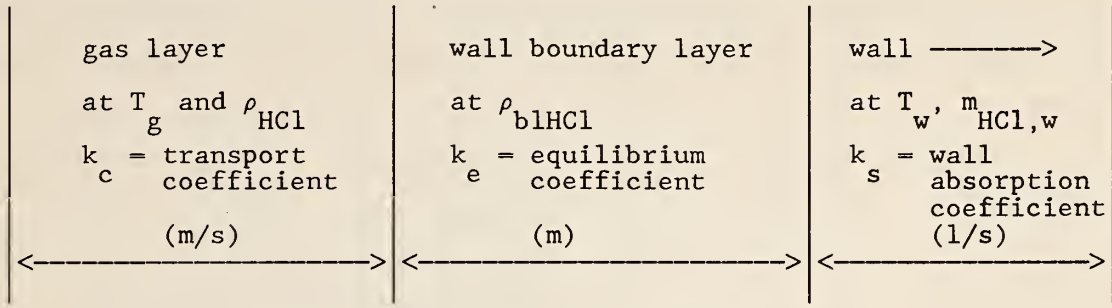 gas layer
at T_g and ρ_HCl
k_c = transport
coefficient
(m/s)
wall boundary layer
at ρ_blHCl
k_e = equilibrium
coefficient
(m)
wall ------>
at T_w, m_HCl,w
k_s = wall
absorption
coefficient
(1/s)